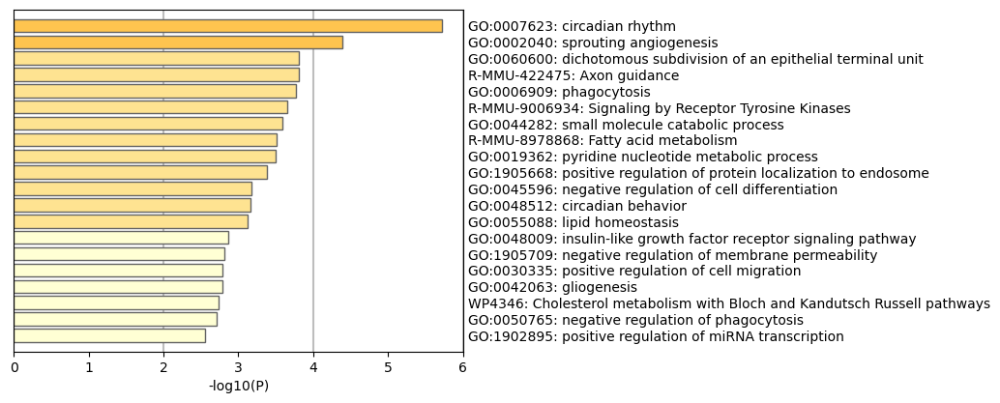 GO:0007623: circadian rhythm
GO:0002040: sprouting angiogenesis
GO:0060600: dichotomous subdivision of an epithelial terminal unit
R-MMU-422475: Axon guidance
GO:0006909: phagocytosis
R-MMU-9006934: Signaling by Receptor Tyrosine Kinases
GO:0044282: small molecule catabolic process
R-MMU-8978868: Fatty acid metabolism
GO:0019362: pyridine nucleotide metabolic process
GO:1905668: positive regulation of protein localization to endosome
GO:0045596: negative regulation of cell differentiation
GO:0048512: circadian behavior
GO:0055088: lipid homeostasis
GO:0048009: insulin-like growth factor receptor signaling pathway
GO:1905709: negative regulation of membrane permeability
GO:0030335: positive regulation of cell migration
GO:0042063: gliogenesis
WP4346: Cholesterol metabolism with Bloch and Kandutsch Russell pathways
GO:0050765: negative regulation of phagocytosis
GO:1902895: positive regulation of miRNA transcription
0 1 2 3 4 5 6
-log10(P)